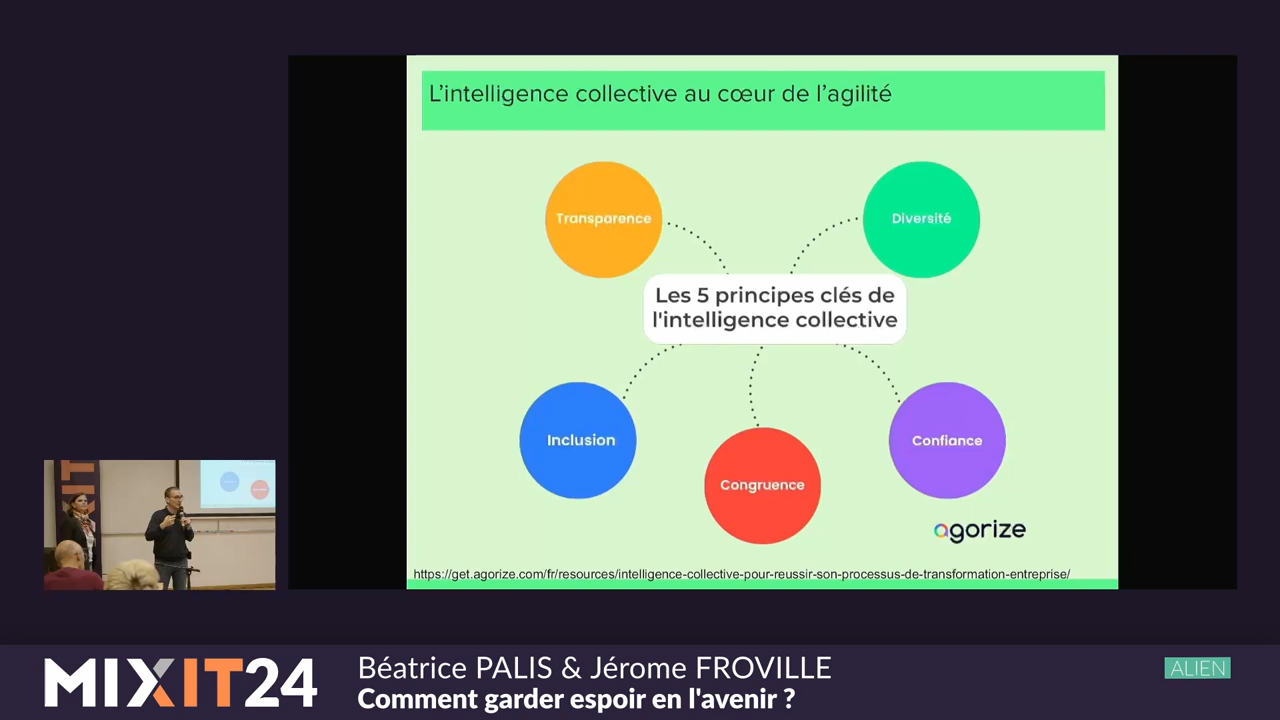 L'intelligence collective au cœur de l'agilité
Transparence
Diversité
Les 5 principes clés de
l'intelligence collective
Inclusion
Congruence
Confiance
agorize
https://get.agorize.com/fr/resources/intelligence-collective-pour-reussir-son-processus-de-transformation-entreprise/
MIXIT24
Béatrice PALIS & Jérome FROVILLE
Comment garder espoir en l'avenir ?
ALIEN